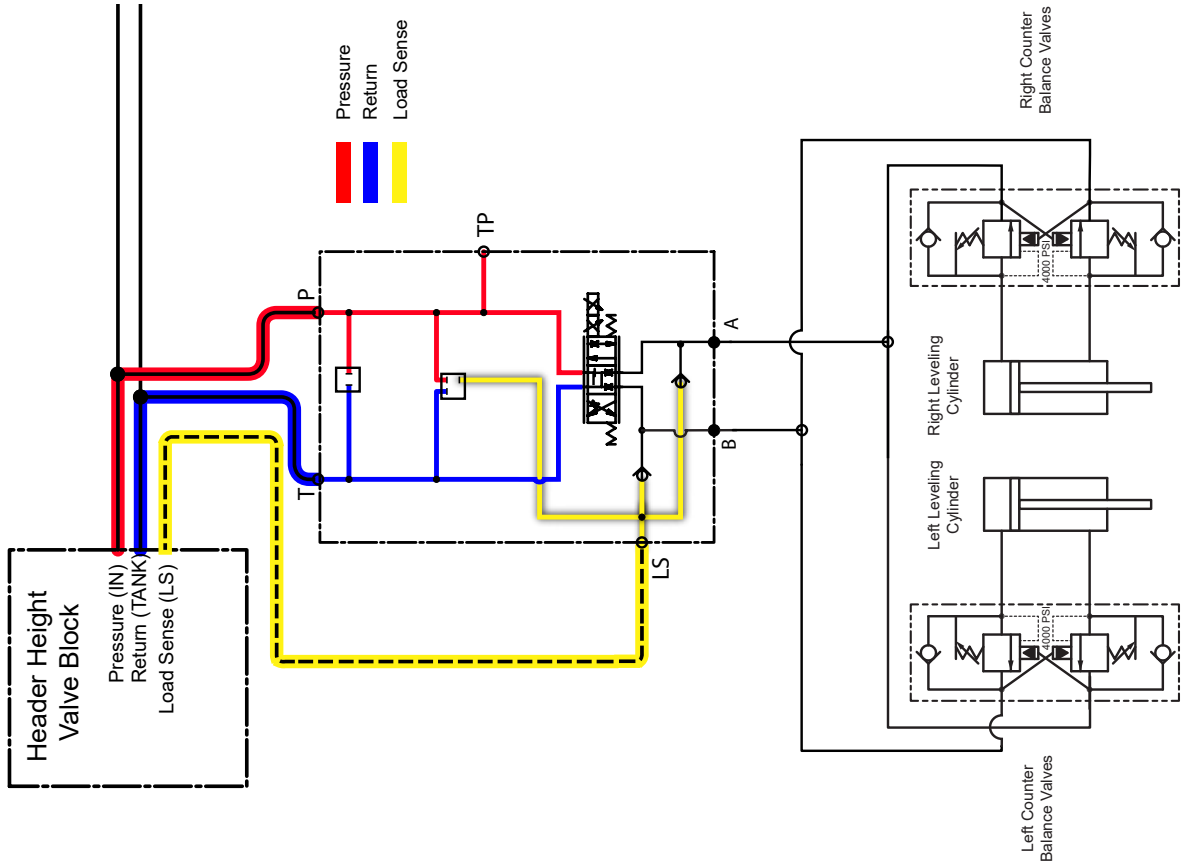 Header Height
Valve Block
Pressure (IN)
Return (TANK)
Load Sense (LS)
Pressure
Return
Load Sense
T
P
TP
LS
B
A
Left Leveling
Cylinder
Right Leveling
Cylinder
4000 PSI
4000 PSI
Left Counter
Balance Valves
Right Counter
Balance Valves